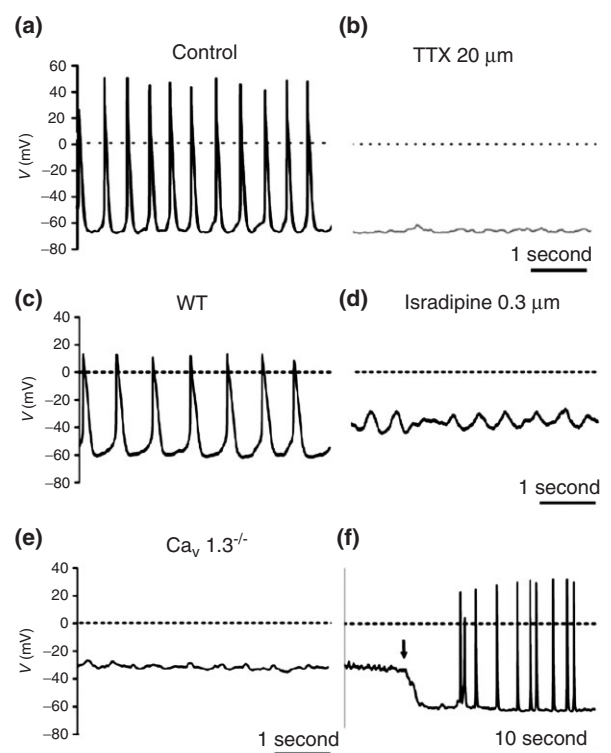 (a)
Control
V (mV)
60
40
20
0
−20
−40
−60
−80
(b)
TTX 20 μm
1 second
(c)
WT
V (mV)
40
20
0
−20
−40
−60
−80
(d)
Isradipine 0.3 μm
1 second
(e)
Cav 1.3-/-
V (mV)
40
20
0
−20
−40
−60
−80
1 second
(f)
10 second